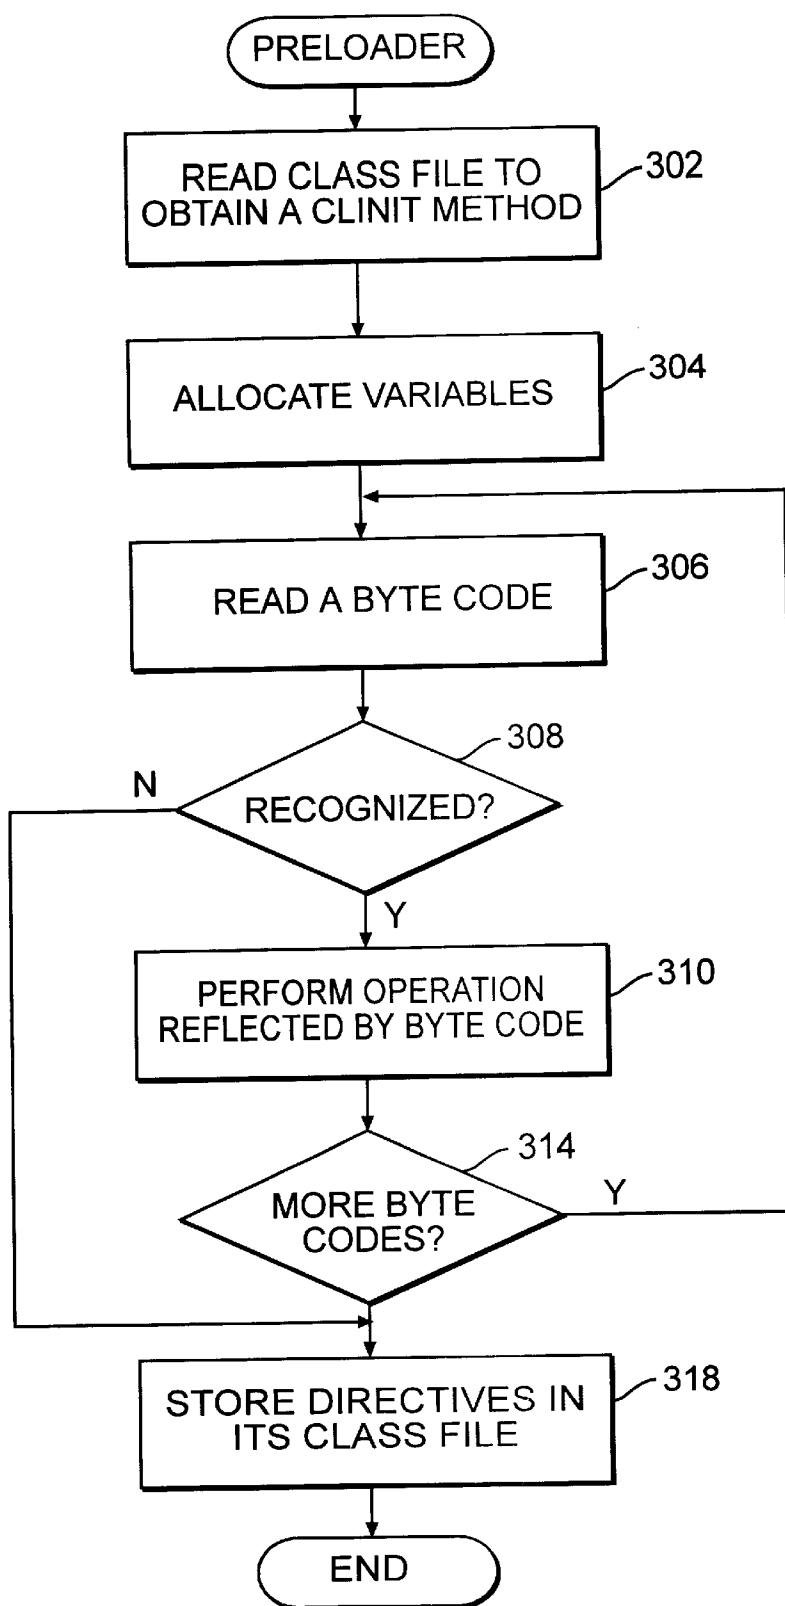 PRELOADER
READ CLASS FILE TO
OBTAIN A CLINIT METHOD
302
ALLOCATE VARIABLES
304
READ A BYTE CODE
306
308
N
RECOGNIZED?
Y
PERFORM OPERATION
REFLECTED BY BYTE CODE
310
314
MORE BYTE
CODES?
Y
STORE DIRECTIVES IN
ITS CLASS FILE
318
END